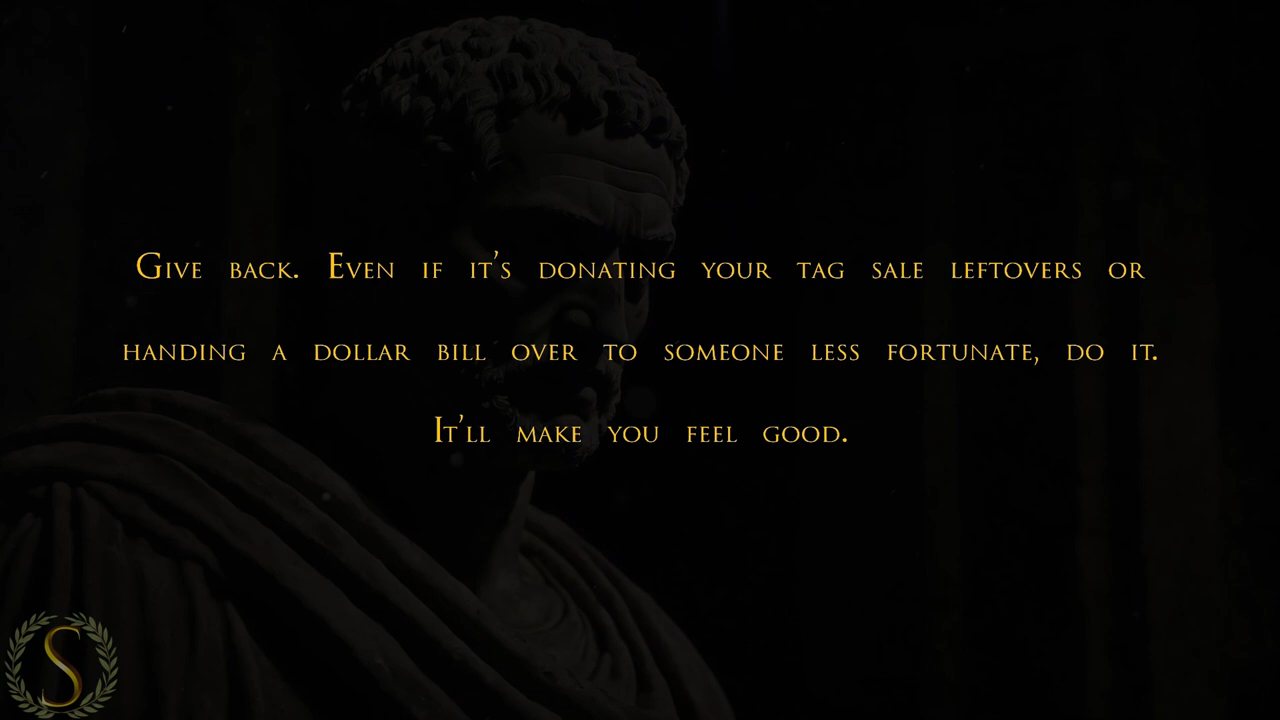 Give back. Even if it's donating your tag sale leftovers or
handing a dollar bill over to someone less fortunate, do it.
It'll make you feel good.
S